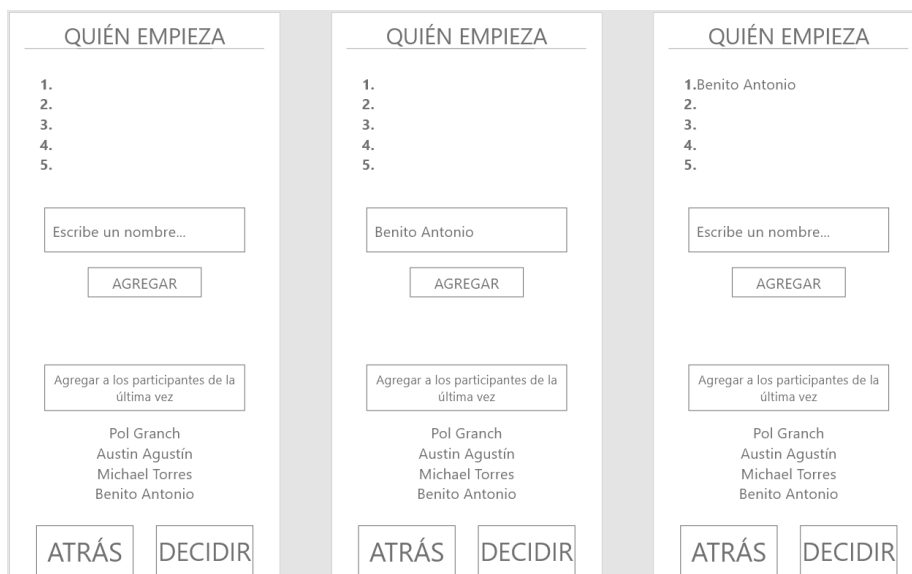 QUIÉN EMPIEZA
1.
2.
3.
4.
5.
Escribe un nombre...
AGREGAR
Agregar a los participantes de la
última vez
Pol Granch
Austin Agustín
Michael Torres
Benito Antonio
ATRÁS
DECIDIR
QUIÉN EMPIEZA
1.
2.
3.
4.
5.
Benito Antonio
AGREGAR
Agregar a los participantes de la
última vez
Pol Granch
Austin Agustín
Michael Torres
Benito Antonio
ATRÁS
DECIDIR
QUIÉN EMPIEZA
1.Benito Antonio
2.
3.
4.
5.
Escribe un nombre...
AGREGAR
Agregar a los participantes de la
última vez
Pol Granch
Austin Agustín
Michael Torres
Benito Antonio
ATRÁS
DECIDIR